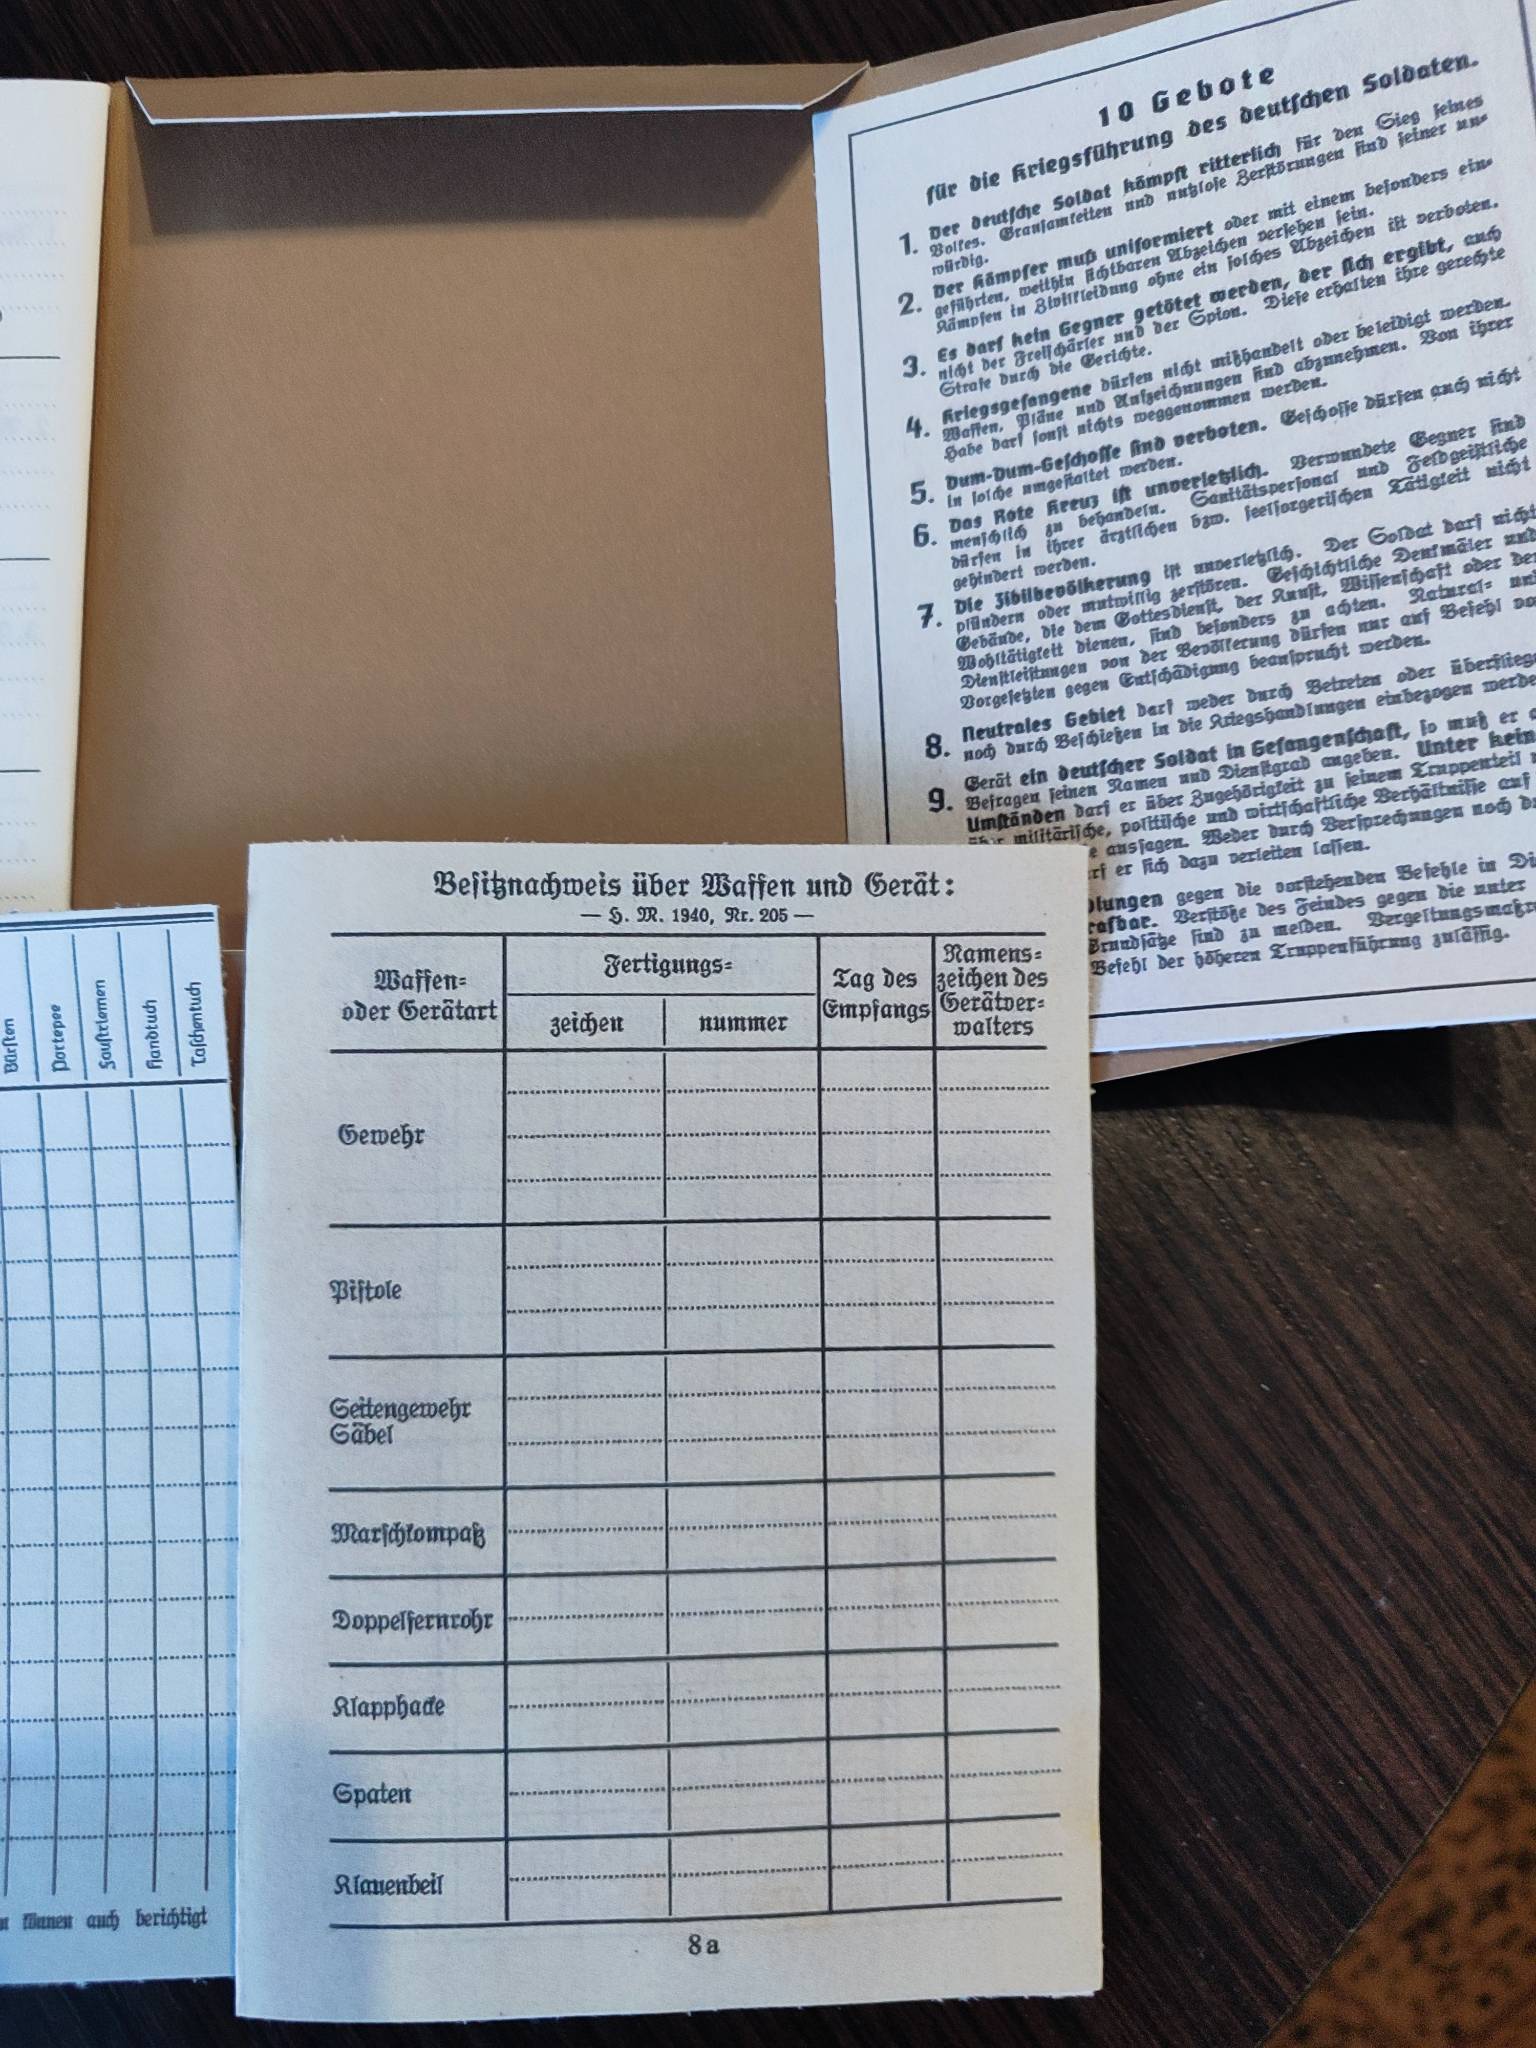 10 Gebote
für die Kriegsführung des deutschen Soldaten.
1. Der deutsche Soldat kämpft ritterlich für den Sieg seines
Volkes. Grausamkeiten und nutzlose Zerstörungen sind seiner un-
würdig.
2. Der Kämpfer muß uniformiert oder mit einem besonders ein-
geführten, weithin sichtbaren Abzeichen versehen sein.
Kämpfen in Zivilkleidung ohne ein solches Abzeichen ist verboten.
3. Es darf kein Gegner getötet werden, der sich ergibt, auch
nicht der Freischärler und der Spion. Diese erhalten ihre gerechte
Strafe durch die Gerichte.
4. Kriegsgefangene dürfen nicht mißhandelt oder beleidigt werden.
Waffen, Pläne und Aufzeichnungen sind abzunehmen. Von ihrer
Habe darf sonst nichts weggenommen werden.
5. Dum-Dum-Geschosse sind verboten. Geschosse dürfen auch nicht
in solche umgestaltet werden.
6. Das Rote Kreuz ist unverletzlich. Verwundete Gegner sind
menschlich zu behandeln. Sanitätspersonal und Feldgeistliche
dürfen in ihrer ärztlichen bzw. seelsorgerischen Tätigkeit nicht
gehindert werden.
7. Die Zivilbevölkerung ist unverletzlich. Der Soldat darf nicht
plündern oder mutwillig zerstören. Geschichtliche Denkmäler und
Gebäude, die dem Gottesdienst, der Kunst, Wissenschaft oder der
Wohltätigkeit dienen, sind besonders zu achten. Natural- und
Dienstleistungen von der Bevölkerung dürfen nur auf Befehl
Vorgesetzten gegen Entschädigung beansprucht werden.
8. Neutrales Gebiet darf weder durch Betreten oder
noch durch Beschießen in die Kriegshandlungen einbezogen
9. Gerät ein deutscher Soldat in Gefangenschaft, so muß er
Befragen seinen Namen und Dienstgrad angeben. Unter
Umständen darf er über Zugehörigkeit zu seinem Truppenteil
militärische, politische und wirtschaftliche Verhältnisse auf
aussagen. Weder durch Versprechungen noch
er sich dazu verleiten lassen.
gegen die vorstehenden Befehle in
Verstöße des Feindes gegen die unter
Grundsätze sind zu melden.
Befehl der höheren Truppenführung zulässig.
Bürsten
Portepee
Faustriemen
Handtuch
Taschentuch
können auch berichtigt
Besitznachweis über Waffen und Gerät:
— H. M. 1940, Nr. 205 —
Waffen-
oder Gerätart
Fertigungs-
zeichen
nummer
Tag des
Empfangs
Namens-
zeichen des
Gerätver-
walters
Gewehr
Pistole
Seitengewehr
Säbel
Marschkompaß
Doppelfernrohr
Klapphacke
Spaten
Klauenbeil
8a